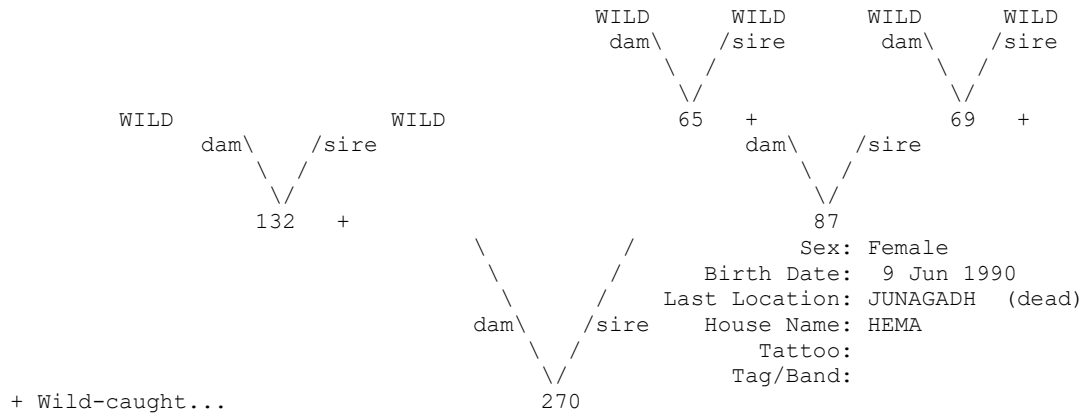 WILD WILD WILD WILD
dam\ /sire dam\ /sire
\ / \ /
\/ \/
WILD WILD 65 + 69 +
dam\ /sire dam\ /sire
\ / \ /
\/ \/
132 + 87
\ / Sex: Female
\ / Birth Date: 9 Jun 1990
\ / Last Location: JUNAGADH (dead)
dam\ /sire House Name: HEMA
\ / Tattoo:
\/ Tag/Band:
+ Wild-caught... 270